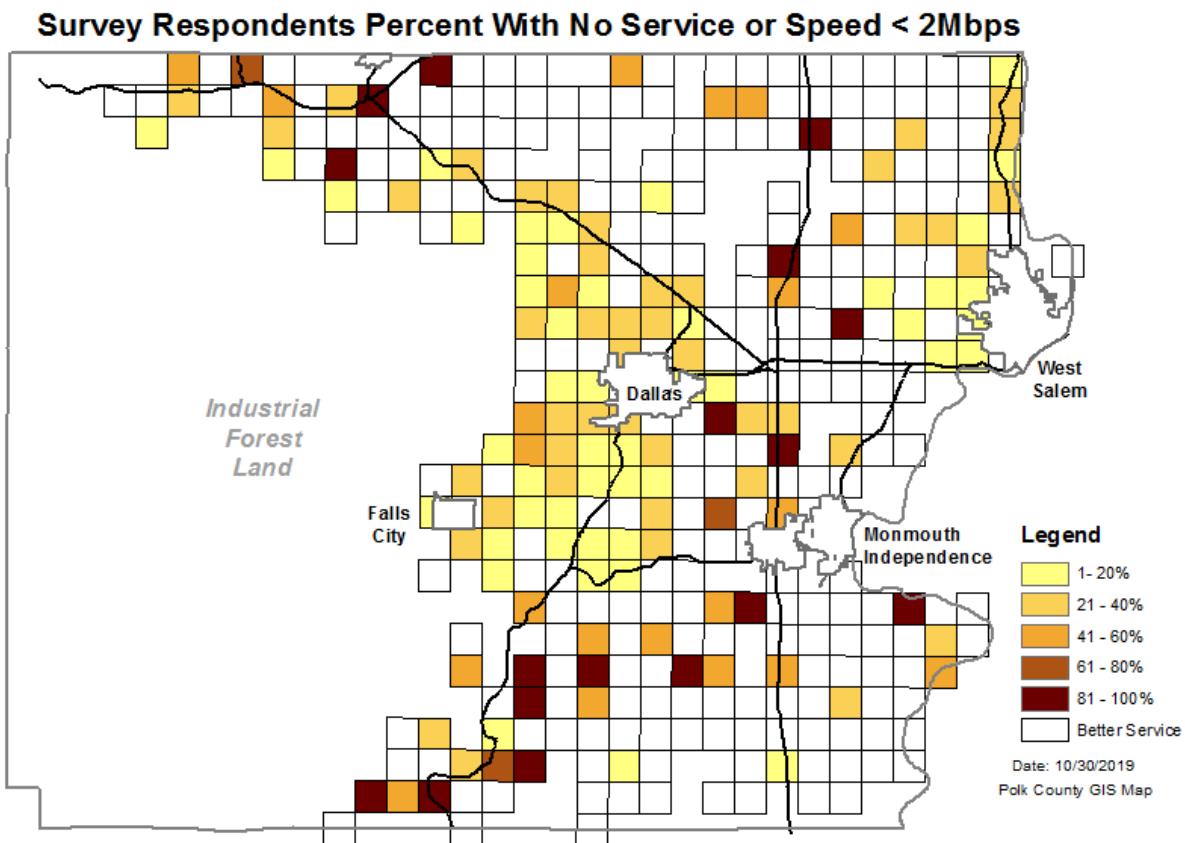 Survey Respondents Percent With No Service or Speed < 2Mbps
West
Salem
Dallas
Industrial
Forest
Land
Falls
City
Monmouth
Independence
Legend
1- 20%
21 - 40%
41 - 60%
61 - 80%
81 - 100%
Better Service
Date: 10/30/2019
Polk County GIS Map